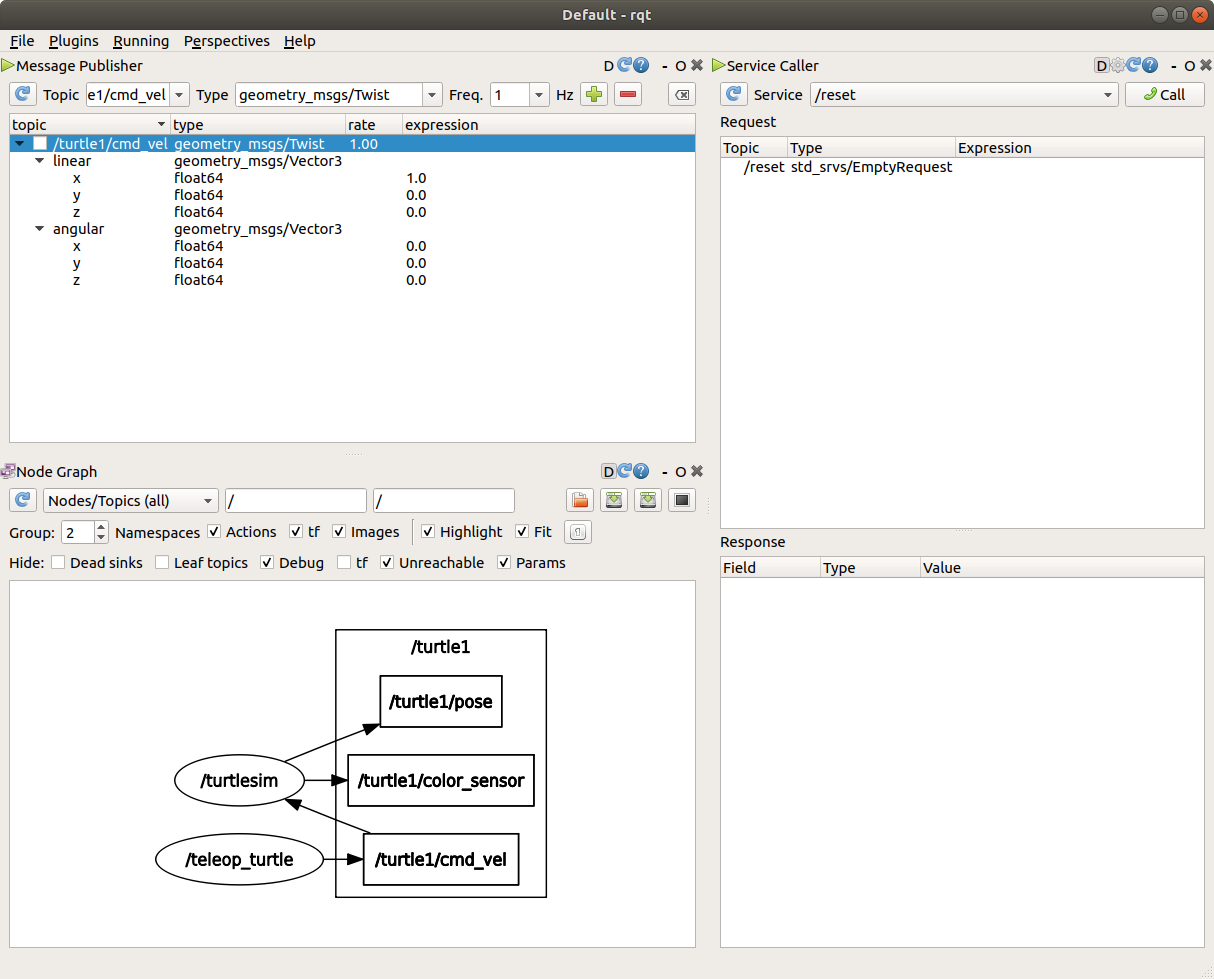 Default - rqt
File Plugins Running Perspectives Help
Message Publisher
D ? - O
Topic e1/cmd_vel Type geometry_msgs/Twist Freq. 1 Hz
topic type rate expression
/turtle1/cmd_vel geometry_msgs/Twist 1.00
linear geometry_msgs/Vector3
x float64 1.0
y float64 0.0
z float64 0.0
angular geometry_msgs/Vector3
x float64 0.0
y float64 0.0
z float64 0.0
Service Caller
D ? - O
Service /reset Call
Request
Topic Type Expression
/reset std_srvs/EmptyRequest
Response
Field Type Value
Node Graph
D ? - O
Nodes/Topics (all) / /
Group: 2 Namespaces Actions tf Images Highlight Fit
Hide: Dead sinks Leaf topics Debug tf Unreachable Params
/turtle1
/turtle1/pose
/turtlesim
/turtle1/color_sensor
/teleop_turtle
/turtle1/cmd_vel